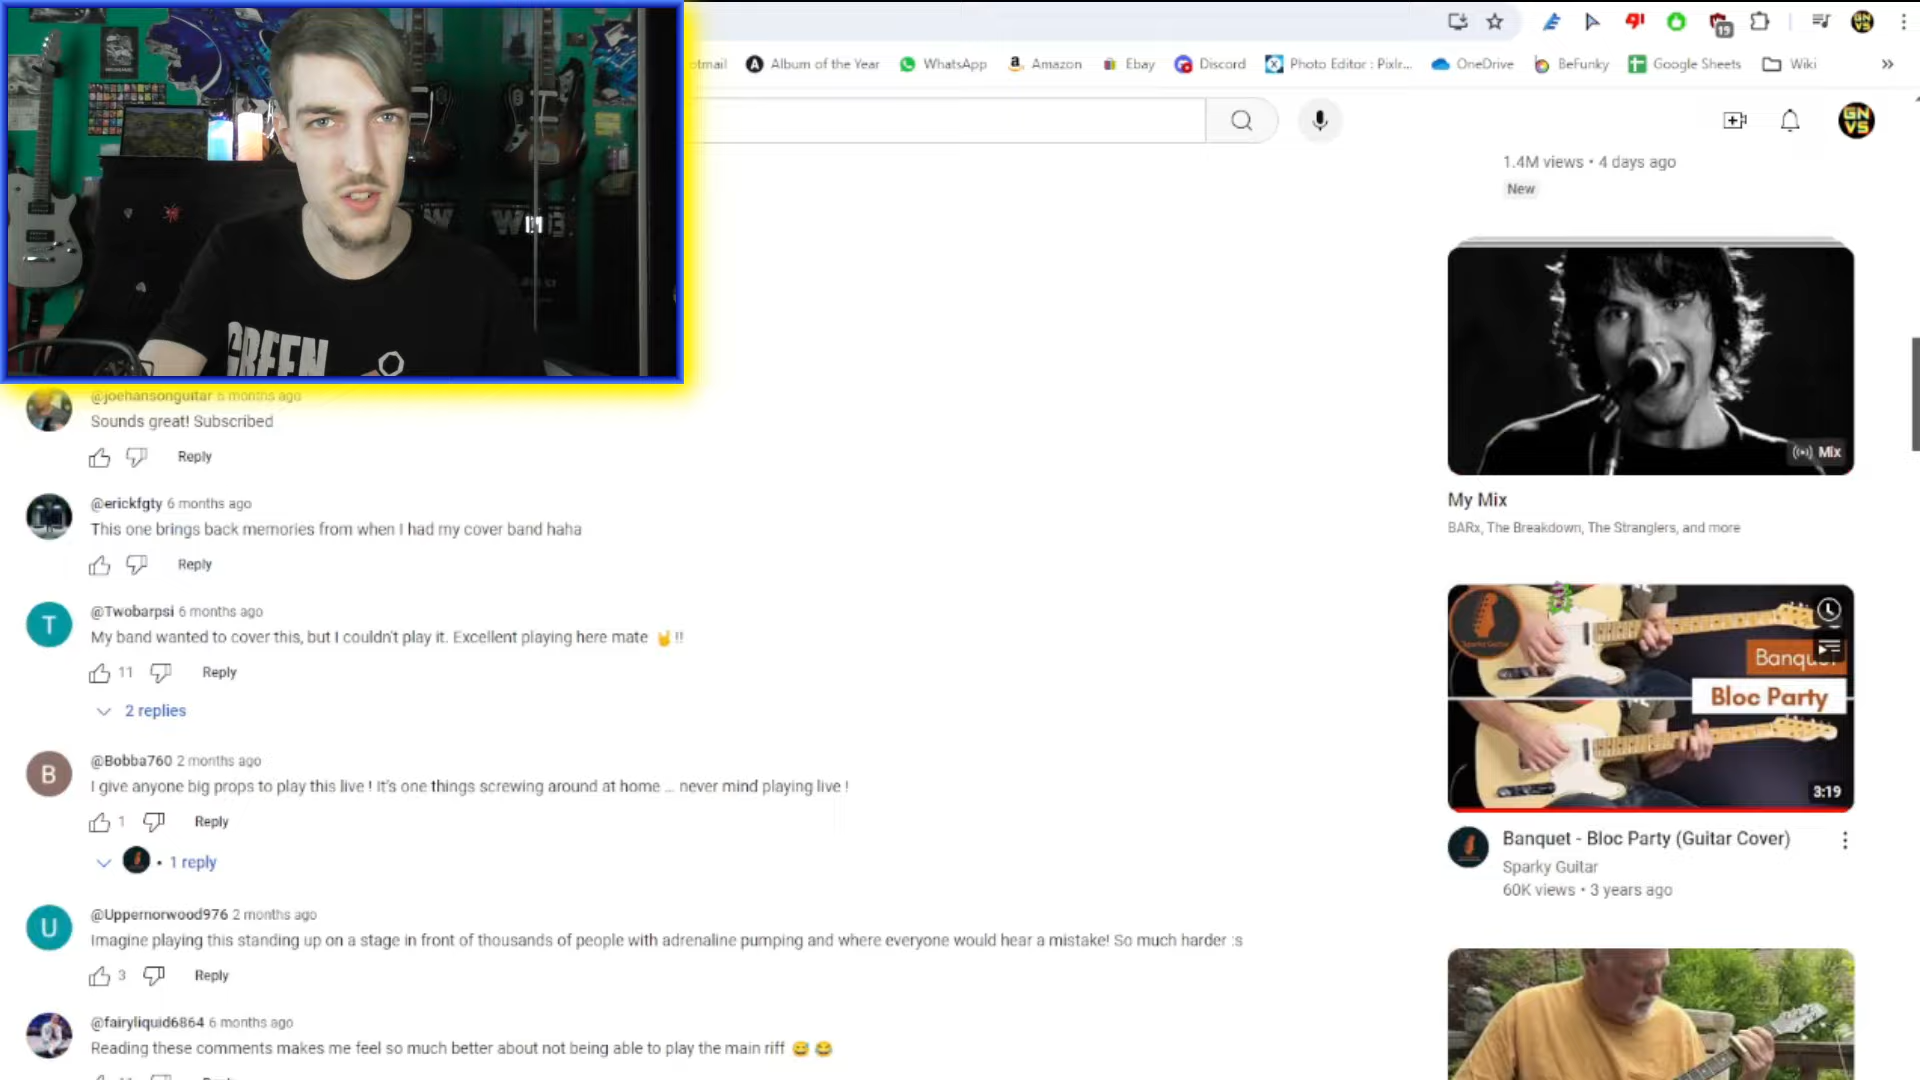 19
otmail
Album of the Year
WhatsApp
Amazon
Ebay
Discord
Photo Editor : Pixlr...
OneDrive
BeFunky
Google Sheets
Wiki
»
GN
VS
1.4M views • 4 days ago
New
GREEN
@joehansonguitar 6 months ago
Sounds great! Subscribed
Reply
@erickfgty 6 months ago
This one brings back memories from when I had my cover band haha
Reply
@Twobarpsi 6 months ago
My band wanted to cover this, but I couldn't play it. Excellent playing here mate 🤘!!
11
Reply
2 replies
B
@Bobba760 2 months ago
I give anyone big props to play this live ! It's one things screwing around at home ... never mind playing live !
1
Reply
• 1 reply
U
@Uppernorwood976 2 months ago
Imagine playing this standing up on a stage in front of thousands of people with adrenaline pumping and where everyone would hear a mistake! So much harder :s
3
Reply
@fairyliquid6864 6 months ago
Reading these comments makes me feel so much better about not being able to play the main riff 😅 😂
T
Mix
My Mix
BARx, The Breakdown, The Stranglers, and more
Sparky Guitar
Banquet
Bloc Party
3:19
Banquet - Bloc Party (Guitar Cover)
Sparky Guitar
60K views • 3 years ago